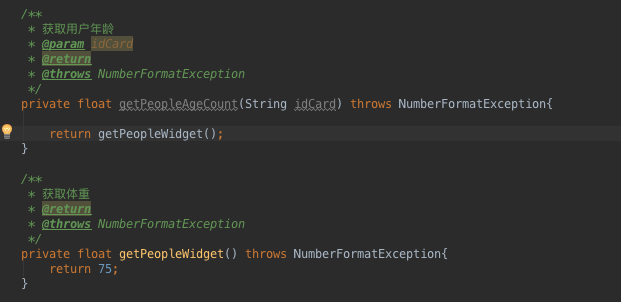 /**
 * 获取用户年龄
 * @param idCard
 * @return
 * @throws NumberFormatException
 */
private float getPeopleAgeCount(String idCard) throws NumberFormatException{
    return getPeopleWidget();
}
/**
 * 获取体重
 * @return
 * @throws NumberFormatException
 */
private float getPeopleWidget() throws NumberFormatException{
    return 75;
}